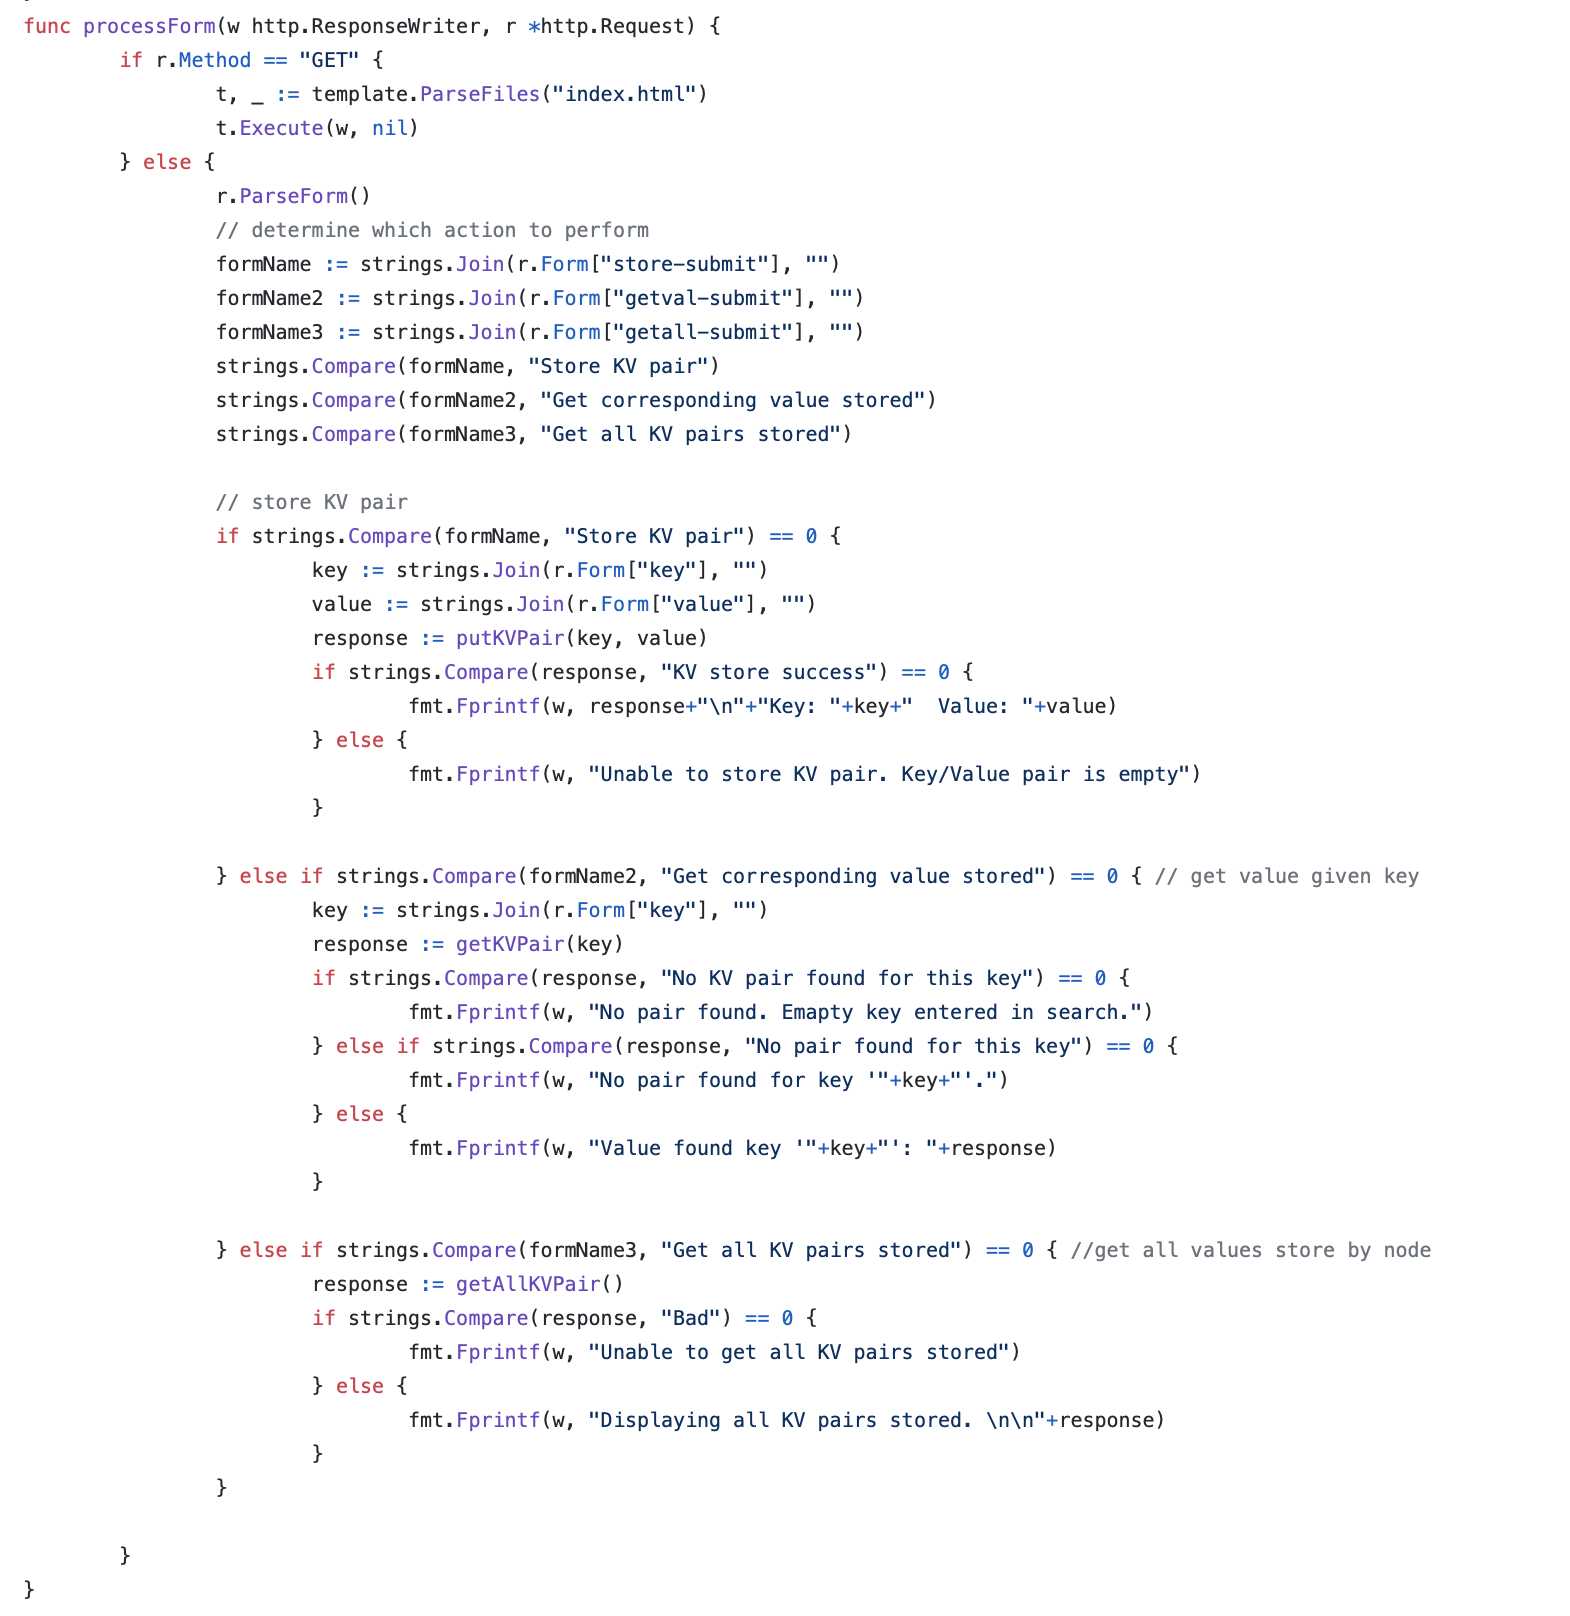 func processForm(w http.ResponseWriter, r *http.Request) {
if r.Method == "GET" {
t, _ := template.ParseFiles("index.html")
t.Execute(w, nil)
} else {
r.ParseForm()
// determine which action to perform
formName := strings.Join(r.Form["store-submit"], "")
formName2 := strings.Join(r.Form["getval-submit"], "")
formName3 := strings.Join(r.Form["getall-submit"], "")
strings.Compare(formName, "Store KV pair")
strings.Compare(formName2, "Get corresponding value stored")
strings.Compare(formName3, "Get all KV pairs stored")
// store KV pair
if strings.Compare(formName, "Store KV pair") == 0 {
key := strings.Join(r.Form["key"], "")
value := strings.Join(r.Form["value"], "")
response := putKVPair(key, value)
if strings.Compare(response, "KV store success") == 0 {
fmt.Fprintf(w, response+"\n"+"Key: "+key+"  Value: "+value)
} else {
fmt.Fprintf(w, "Unable to store KV pair. Key/Value pair is empty")
}
} else if strings.Compare(formName2, "Get corresponding value stored") == 0 { // get value given key
key := strings.Join(r.Form["key"], "")
response := getKVPair(key)
if strings.Compare(response, "No KV pair found for this key") == 0 {
fmt.Fprintf(w, "No pair found. Emapty key entered in search.")
} else if strings.Compare(response, "No pair found for this key") == 0 {
fmt.Fprintf(w, "No pair found for key '"+key+"'.")
} else {
fmt.Fprintf(w, "Value found key '"+key+"': "+response)
}
} else if strings.Compare(formName3, "Get all KV pairs stored") == 0 { //get all values store by node
response := getAllKVPair()
if strings.Compare(response, "Bad") == 0 {
fmt.Fprintf(w, "Unable to get all KV pairs stored")
} else {
fmt.Fprintf(w, "Displaying all KV pairs stored. \n\n"+response)
}
}
}
}